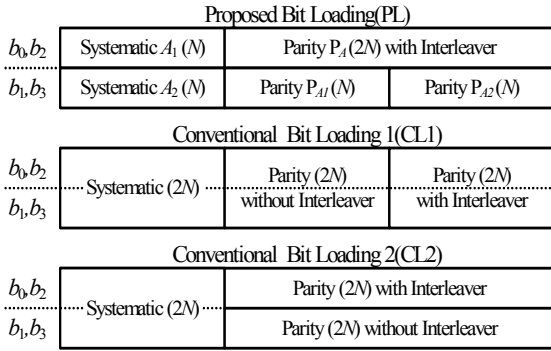 Proposed Bit Loading(PL)
b0,b2 Systematic A1 (N) Parity PA(2N) with Interleaver
b1,b3 Systematic A2 (N) Parity PA1(N) Parity PA2(N)
Conventional Bit Loading 1(CL1)
b0,b2
b1,b3
Systematic (2N)
Parity (2N)
without Interleaver
Parity (2N)
with Interleaver
Conventional Bit Loading 2(CL2)
b0,b2
b1,b3
Systematic (2N)
Parity (2N) with Interleaver
Parity (2N) without Interleaver